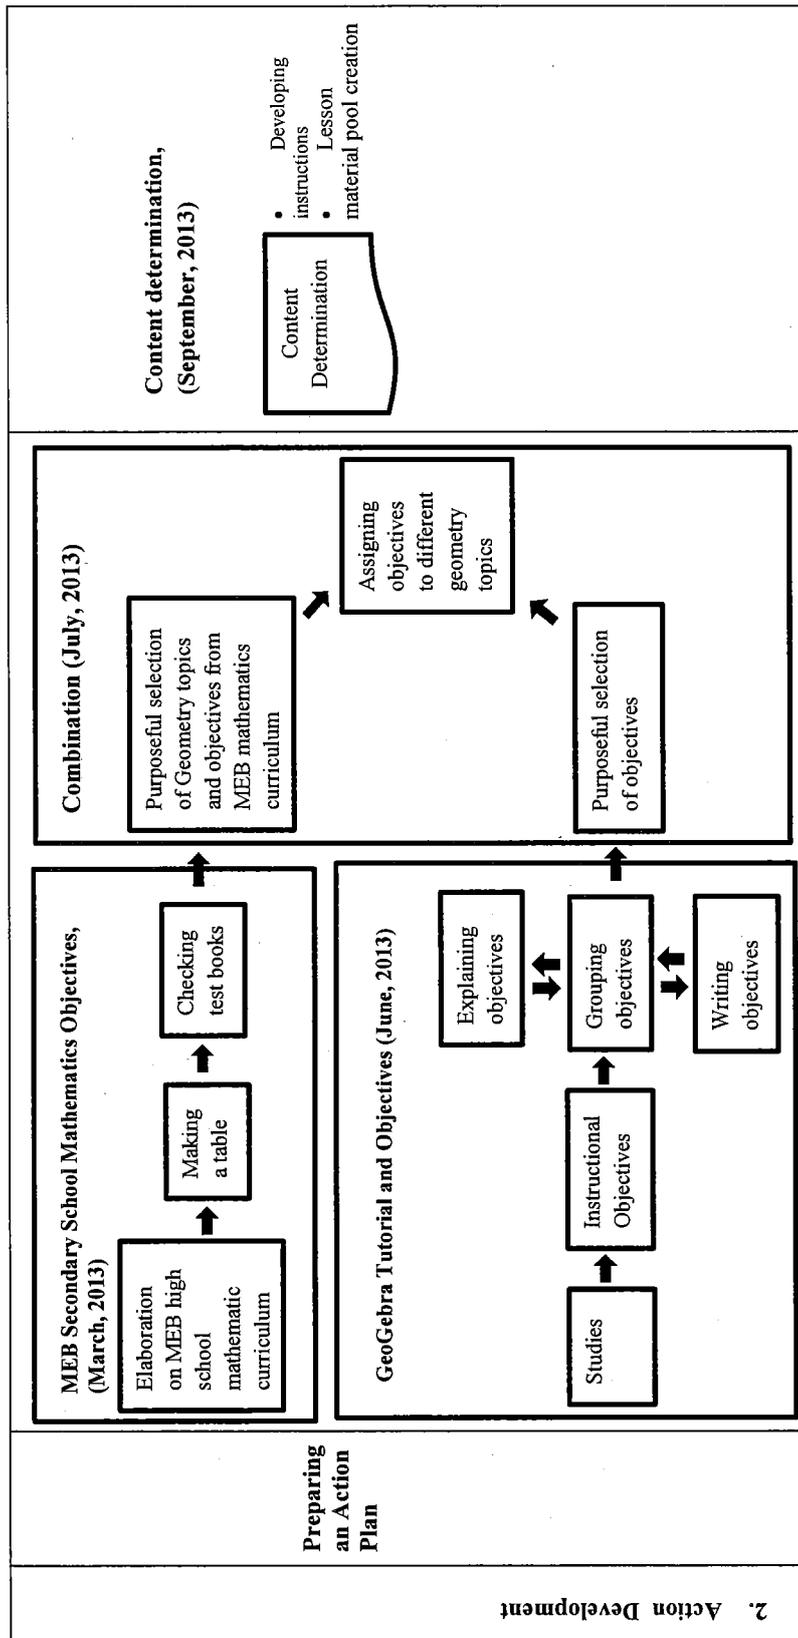 2. Action Development
Preparing
an Action
Plan
MEB Secondary School Mathematics Objectives,
(March, 2013)
Elaboration
on MEB high
school
mathematic
curriculum
Making
a table
Checking
test books
GeoGebra Tutorial and Objectives (June, 2013)
Studies
Instructional
Objectives
Explaining
objectives
Grouping
objectives
Writing
objectives
Combination (July, 2013)
Purposeful selection
of Geometry topics
and objectives from
MEB mathematics
curriculum
Purposeful selection
of objectives
Assigning
objectives
to different
geometry
topics
Content determination,
(September, 2013)
Content
Determination
• Developing
instructions
• Lesson
material pool creation